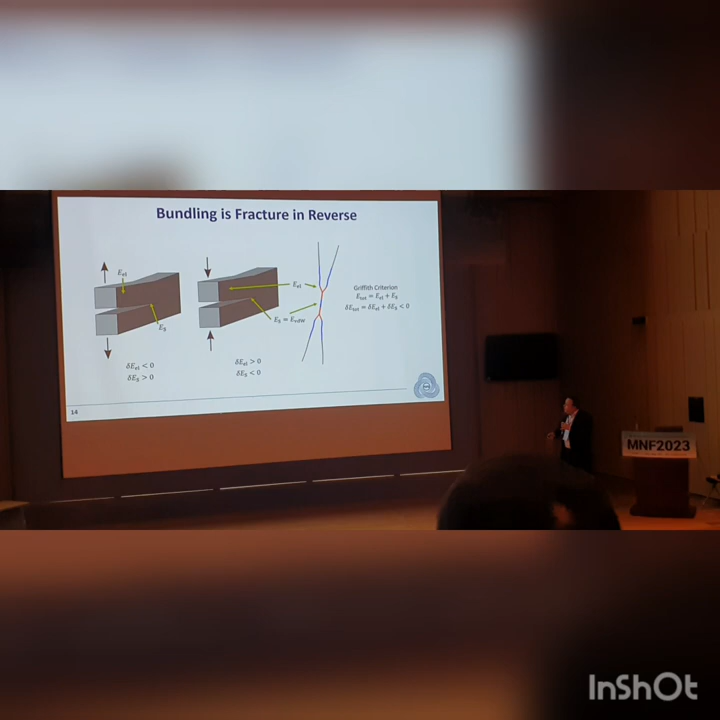 Bundling is Fracture in Reverse
E_el
E_S
δE_el < 0
δE_S > 0
E_el
E_S = E_vdW
δE_el > 0
δE_S < 0
Griffith Criterion
E_tot = E_el + E_S
δE_tot = δE_el + δE_S < 0
14
MNF2023
InShOt